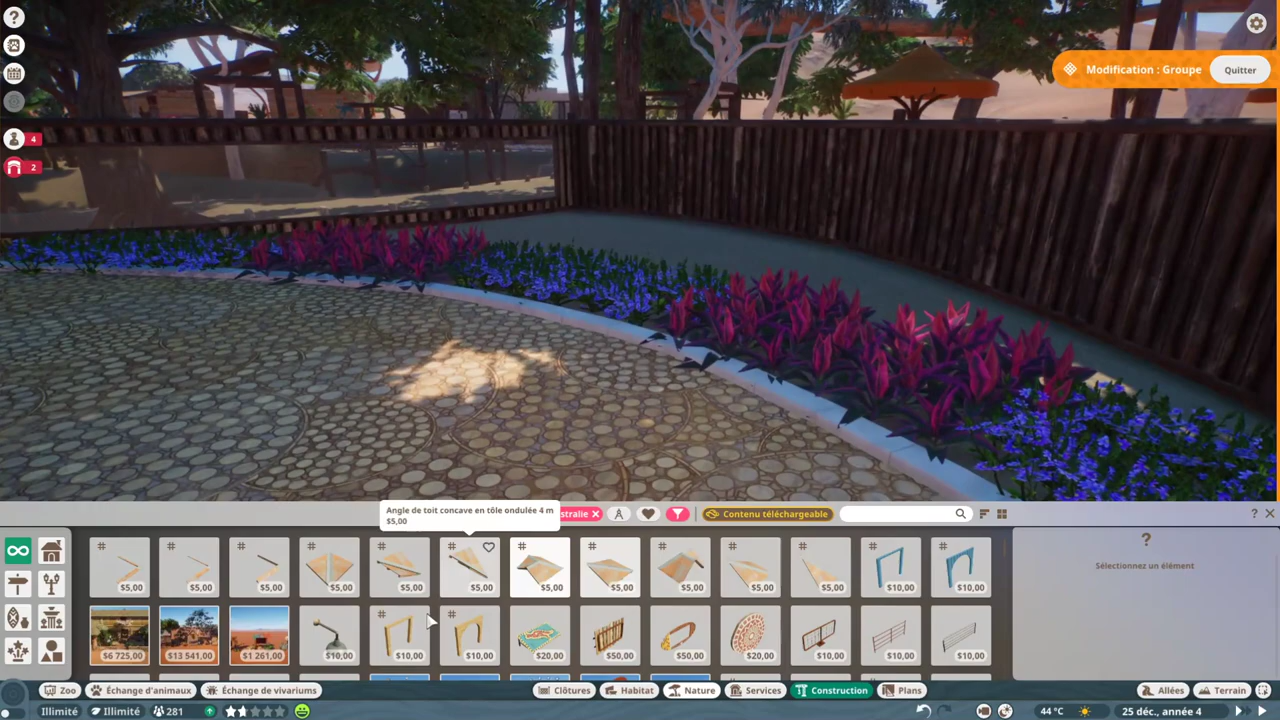 ?
Modification : Groupe
Quitter
4
2
Angle de toit concave en tôle ondulée 4 m
$5,00
stralie
Contenu téléchargeable
?
$5,00 $5,00 $5,00 $5,00 $5,00 $5,00 $5,00 $5,00 $5,00 $5,00 $5,00 $10,00 $10,00
?
Sélectionnez un élément
$6 725,00 $13 541,00 $1 261,00 $10,00 $10,00 $10,00 $20,00 $50,00 $50,00 $20,00 $10,00 $10,00 $10,00
Zoo Échange d'animaux Échange de vivariums Clôtures Habitat Nature Services Construction Plans Allées Terrain
Illimité Illimité 281 44 °C 25 déc., année 4